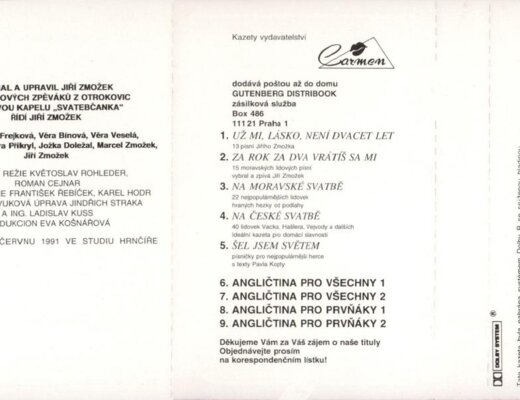 AL A UPRAVIL JIŘÍ ZMOŽEK
OVÝCH ZPĚVÁKŮ Z OTROKOVIC
OU KAPELU „SVATEBČANKA"
ŘÍDÍ JIŘÍ ZMOŽEK
Frejková, Věra Bínová, Věra Veselá,
a Přikryl, Jožka Doležal, Marcel Zmožek,
Jiří Zmožek
REŽIE KVĚTOSLAV ROHLEDER,
ROMAN CEJNAR
E FRANTIŠEK ŘEBÍČEK, KAREL HODR
VUKOVÁ ÚPRAVA JINDŘICH STRAKA
A ING. LADISLAV KUSS
DUKCION EVA KOŠNÁŘOVÁ
ČERVNU 1991 VE STUDIU HRNČÍŘE
Kazety vydavatelství
Carmen
dodává poštou až do domu
GUTENBERG DISTRIBOOK
zásilková služba
Box 486
111 21 Praha 1
1. UŽ MI, LÁSKO, NENÍ DVACET LET
13 písní Jiřího Zmožka
2. ZA ROK ZA DVA VRÁTÍŠ SA MI
15 moravských lidových písní
vybral a zpívá Jiří Zmožek
3. NA MORAVSKÉ SVATBĚ
22 nejpopulárnějších lidovek
hraných hezky od podlahy
4. NA ČESKÉ SVATBĚ
40 lidovek Vacka, Hašlera, Vejvody a dalších
ideální kazeta pro domácí slavnosti
5. ŠEL JSEM SVĚTEM
písničky pro nejpopulárnější herce
s texty Pavla Kopty
6. ANGLIČTINA PRO VŠECHNY 1
7. ANGLIČTINA PRO VŠECHNY 2
8. ANGLIČTINA PRO PRVŇÁKY 1
9. ANGLIČTINA PRO PRVŇÁKY 2
Děkujeme Vám za Váš zájem o naše tituly
Objednávejte prosím
na korespondenčním lístku!
DOLBY SYSTEM ®